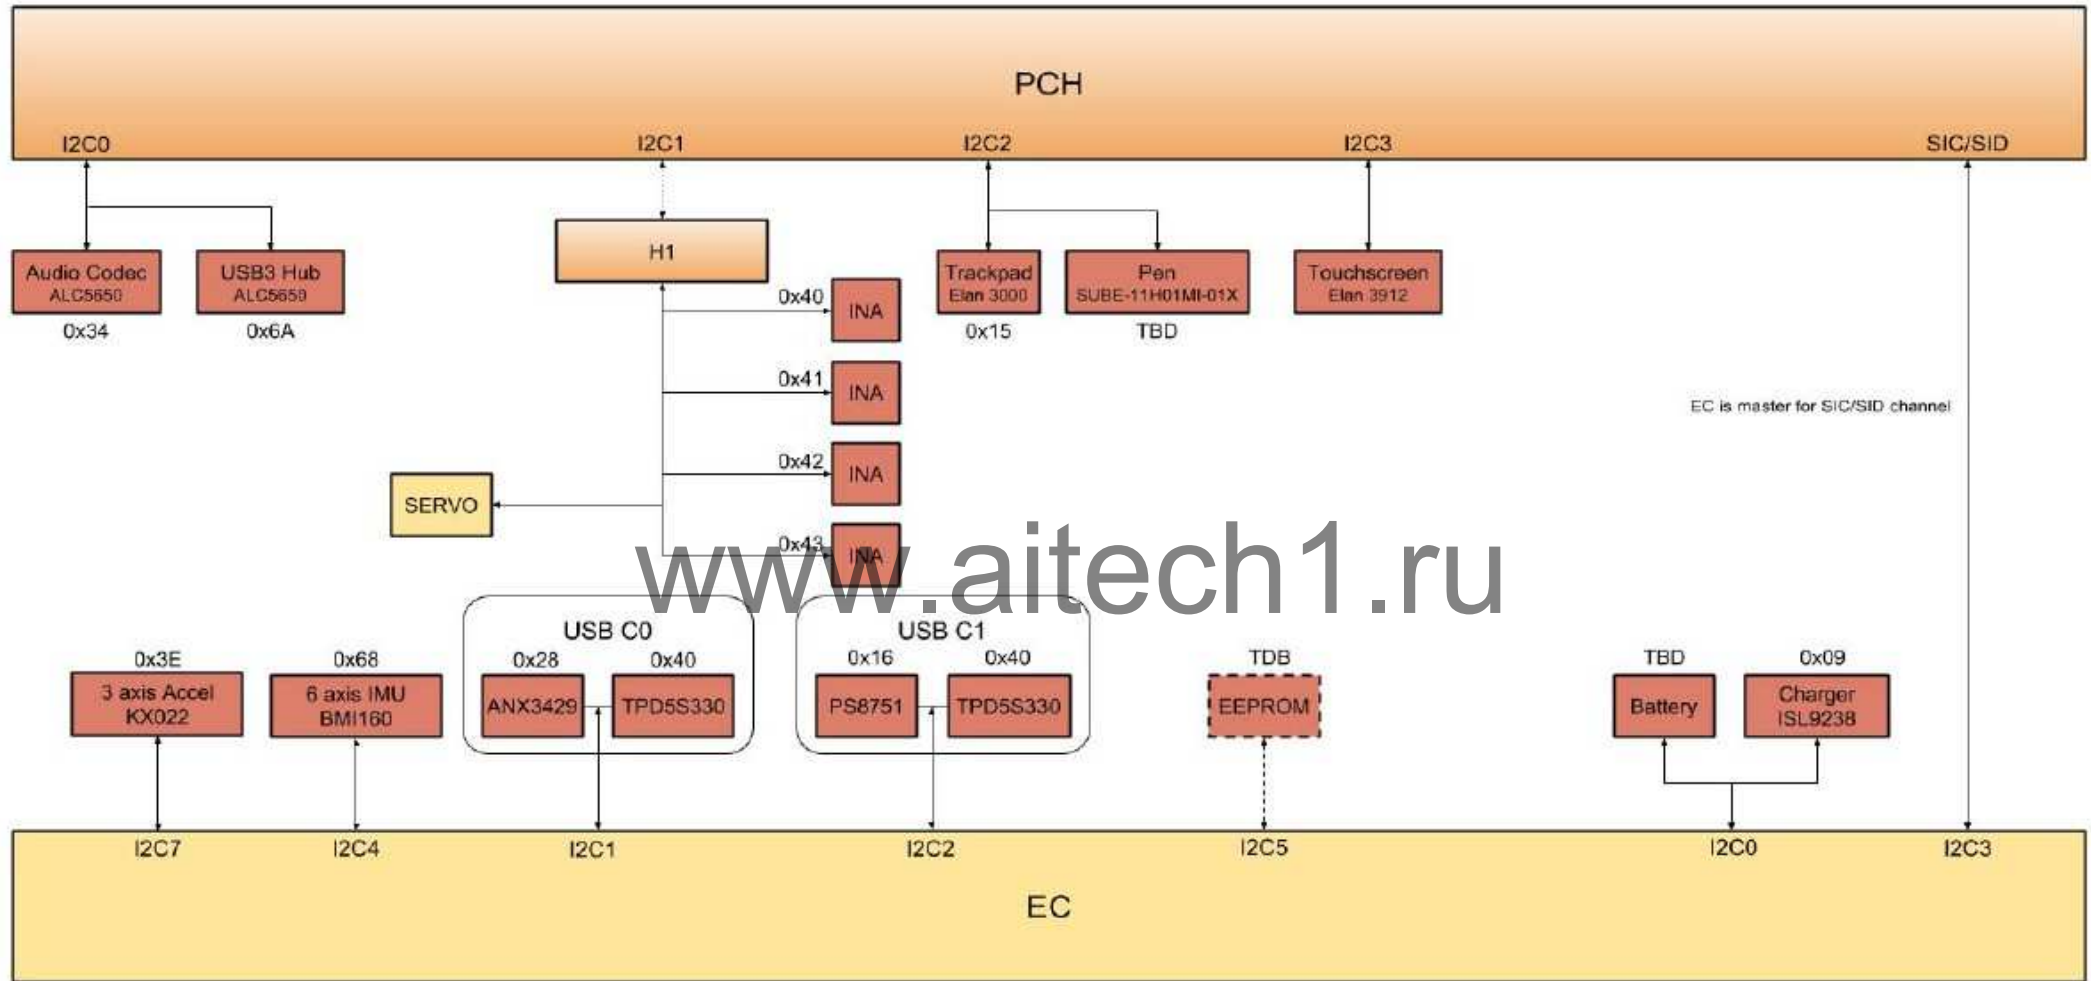 PCH
I2C0
I2C1
I2C2
I2C3
SIC/SID
Audio Codec
ALC5650
0x34
USB3 Hub
ALC5659
0x6A
H1
0x40
INA
0x41
INA
0x42
INA
0x43
INA
SERVO
Trackpad
Elan 3000
0x15
Pen
SUBE-11H01MI-01X
TBD
Touchscreen
Elan 3912
EC is master for SIC/SID channel
www.aitech1.ru
0x3E
3 axis Accel
KX022
0x68
6 axis IMU
BMI160
USB C0
0x28
ANX3429
0x40
TPD5S330
USB C1
0x16
PS8751
0x40
TPD5S330
TDB
EEPROM
TBD
Battery
0x09
Charger
ISL9238
I2C7
I2C4
I2C1
I2C2
I2C5
I2C0
I2C3
EC